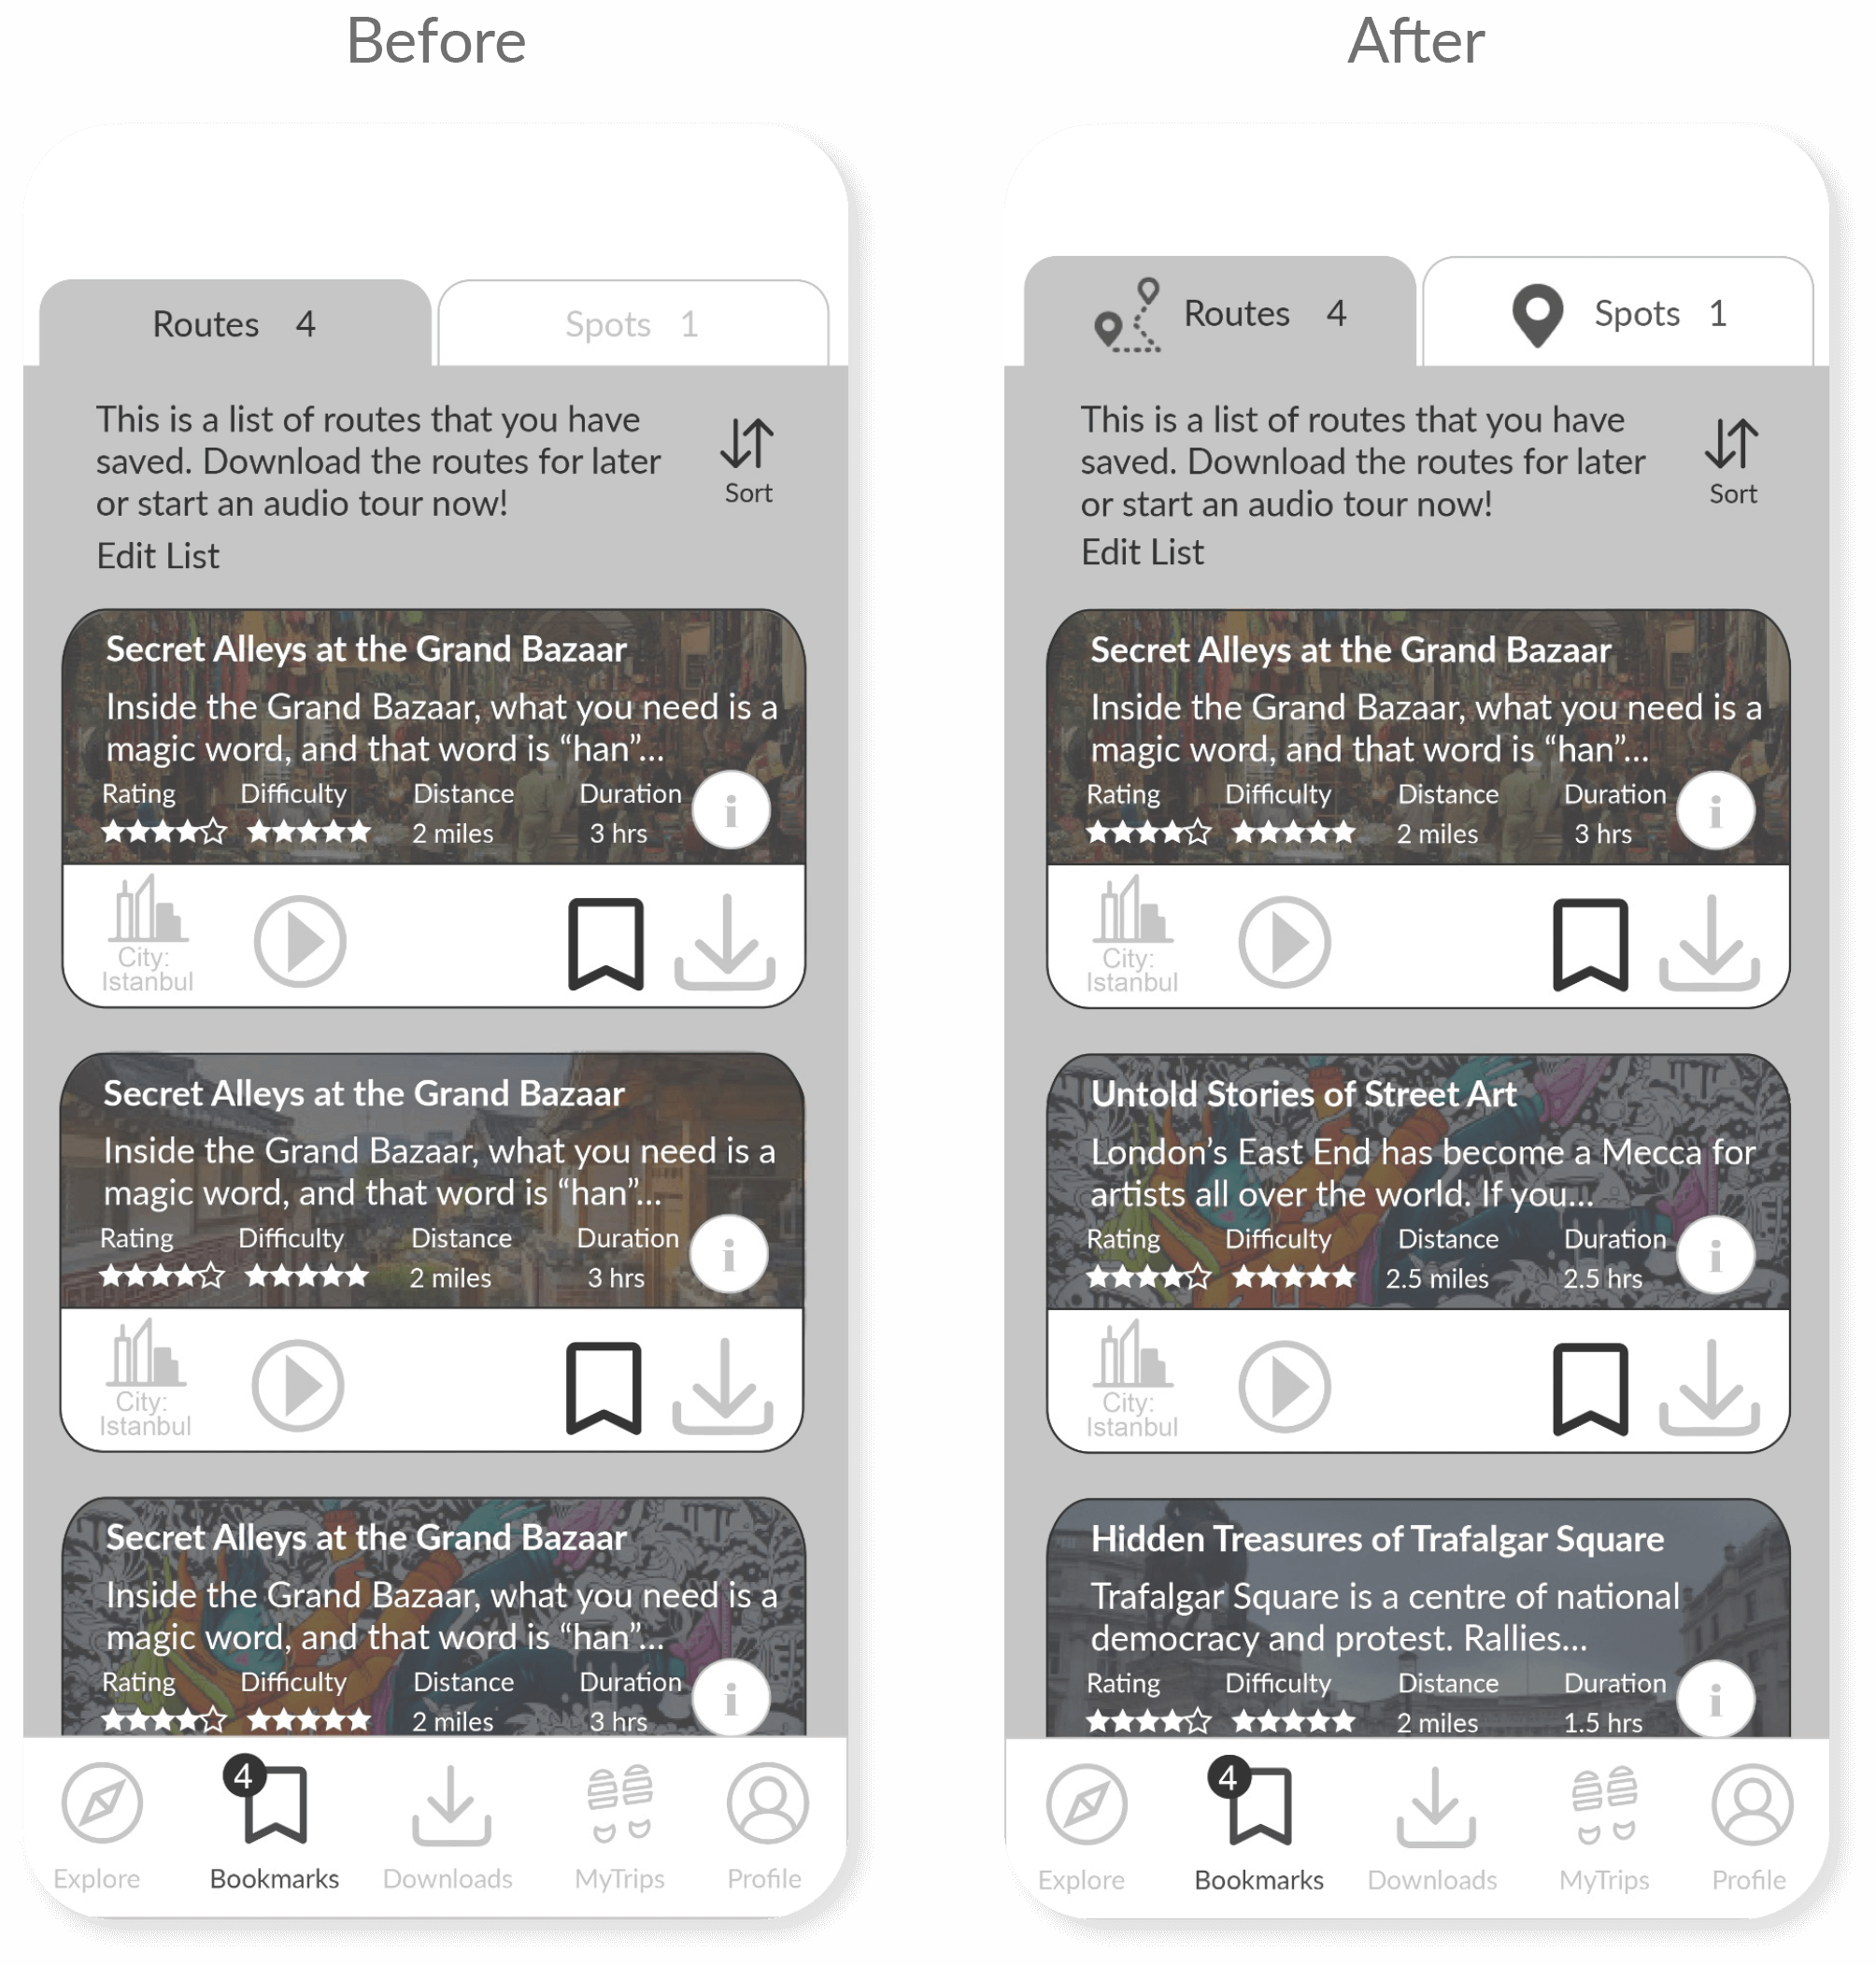 Before
Routes 4
Spots 1
This is a list of routes that you have
saved. Download the routes for later
or start an audio tour now!
Sort
Edit List
Secret Alleys at the Grand Bazaar
Inside the Grand Bazaar, what you need is a
magic word, and that word is “han”...
Rating Difficulty Distance Duration
2 miles 3 hrs
i
City:
Istanbul
Secret Alleys at the Grand Bazaar
Inside the Grand Bazaar, what you need is a
magic word, and that word is “han”...
Rating Difficulty Distance Duration
2 miles 3 hrs
i
City:
Istanbul
Secret Alleys at the Grand Bazaar
Inside the Grand Bazaar, what you need is a
magic word, and that word is “han”...
Rating Difficulty Distance Duration
2 miles 3 hrs
i
4
Explore Bookmarks Downloads MyTrips Profile
After
Routes 4
Spots 1
This is a list of routes that you have
saved. Download the routes for later
or start an audio tour now!
Sort
Edit List
Secret Alleys at the Grand Bazaar
Inside the Grand Bazaar, what you need is a
magic word, and that word is “han”...
Rating Difficulty Distance Duration
2 miles 3 hrs
i
City:
Istanbul
Untold Stories of Street Art
London’s East End has become a Mecca for
artists all over the world. If you...
Rating Difficulty Distance Duration
2.5 miles 2.5 hrs
i
City:
Istanbul
Hidden Treasures of Trafalgar Square
Trafalgar Square is a centre of national
democracy and protest. Rallies...
Rating Difficulty Distance Duration
2 miles 1.5 hrs
i
4
Explore Bookmarks Downloads MyTrips Profile